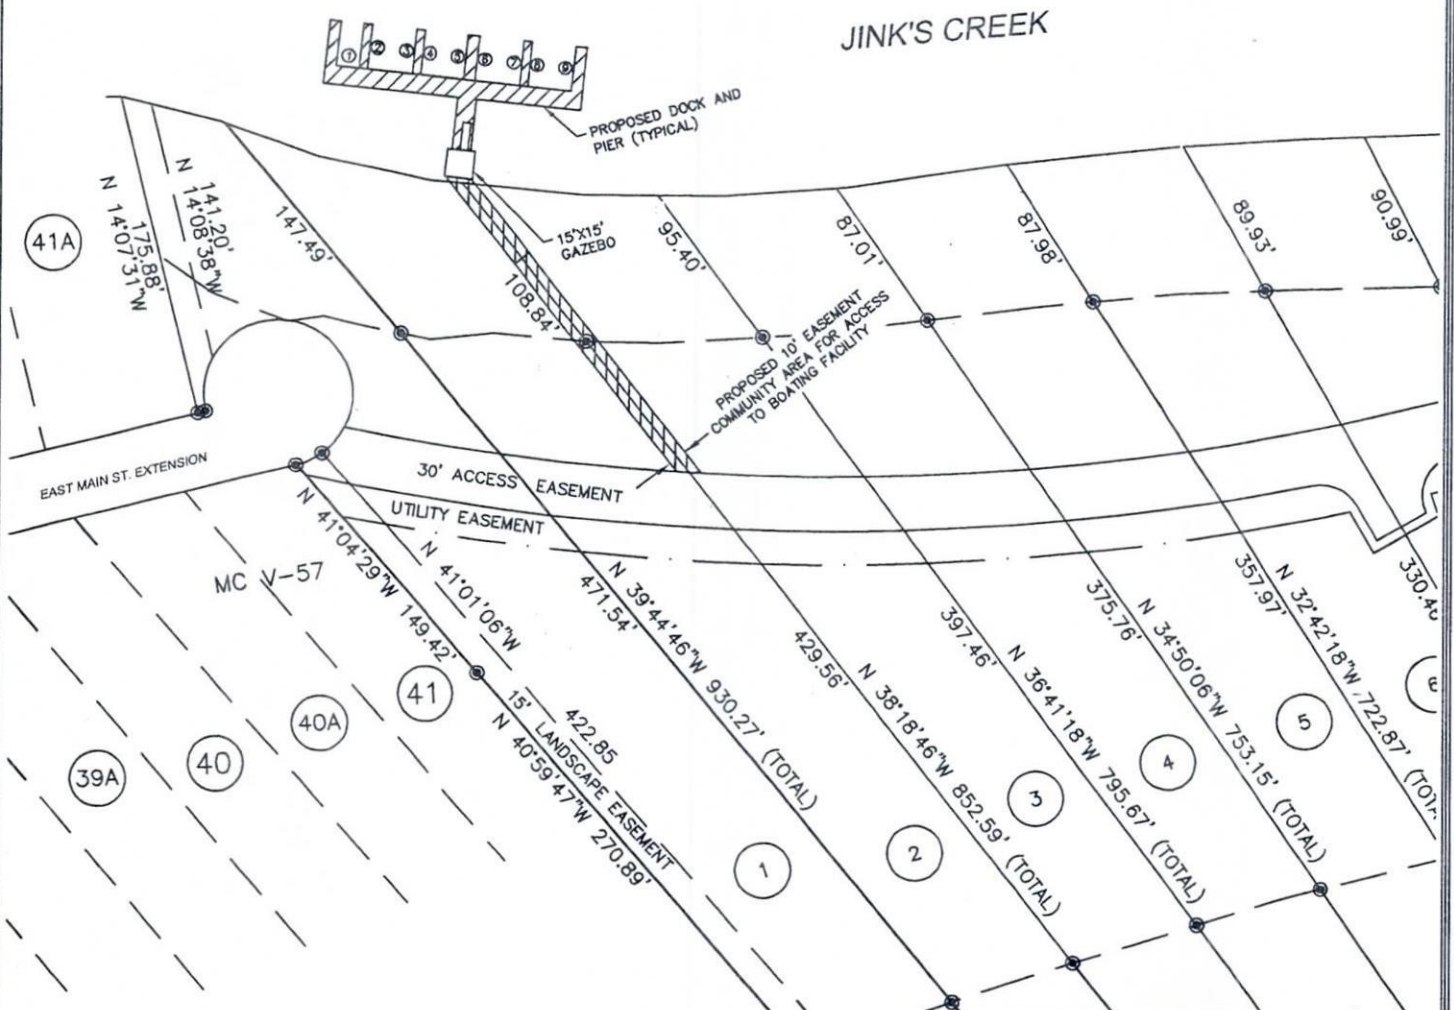 JINK'S CREEK
1
2
3
4
5
6
7
8
9
PROPOSED DOCK AND
PIER (TYPICAL)
15'X15'
GAZEBO
41A
N 14°07'31"W
175.88'
N 14°08'38"W
141.20'
147.49'
108.84'
95.40'
87.01'
87.98'
89.93'
90.99'
PROPOSED 10' EASEMENT
COMMUNITY AREA FOR ACCESS
TO BOATING FACILITY
EAST MAIN ST. EXTENSION
30' ACCESS EASEMENT
UTILITY EASEMENT
MC V-57
N 41°04'29"W 149.42'
N 41°01'06"W
422.85
15' LANDSCAPE EASEMENT
N 40°59'47"W 270.89'
471.54'
N 39°44'46"W 930.27' (TOTAL)
429.56'
N 38°18'46"W 852.59' (TOTAL)
397.46'
N 36°41'18"W 795.67' (TOTAL)
375.76'
N 34°50'06"W 753.15' (TOTAL)
357.97'
N 32°42'18"W 722.87'
39A
40
40A
41
1
2
3
4
5